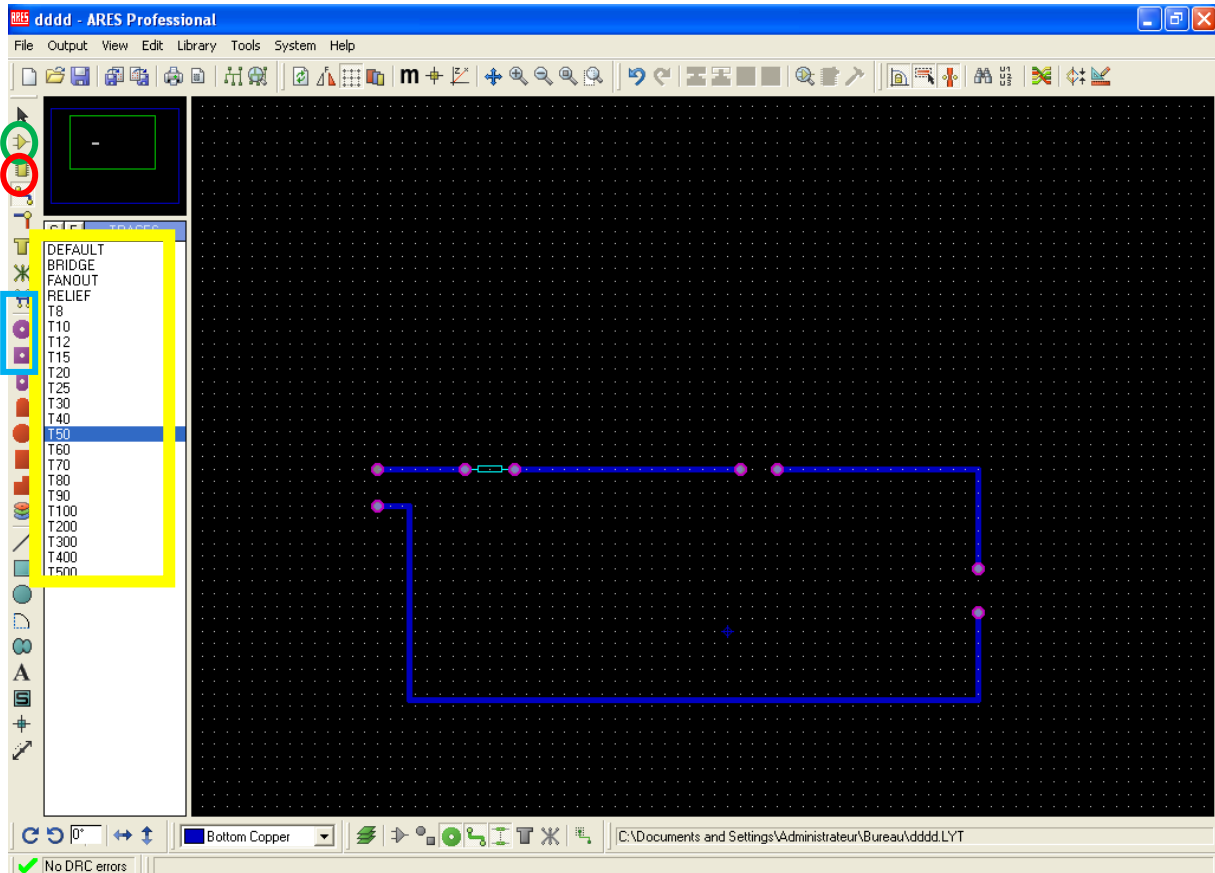 ARES dddd - ARES Professional
File Output View Edit Library Tools System Help
m
TRACES
DEFAULT
BRIDGE
FANOUT
RELIEF
T8
T10
T12
T15
T20
T25
T30
T40
T50
T60
T70
T80
T90
T100
T200
T300
T400
T500
A
S
0° Bottom Copper C:\Documents and Settings\Administrateur\Bureau\dddd.LYT
No DRC errors